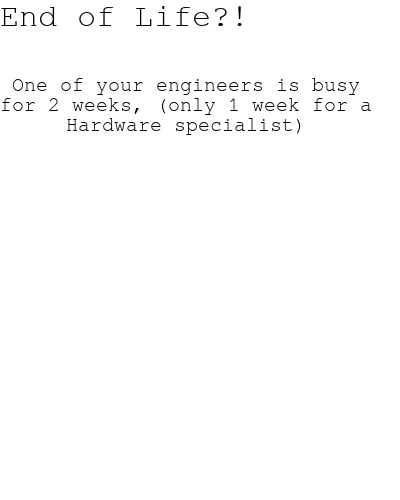 End of Life?!
One of your engineers is busy
for 2 weeks, (only 1 week for a
Hardware specialist)